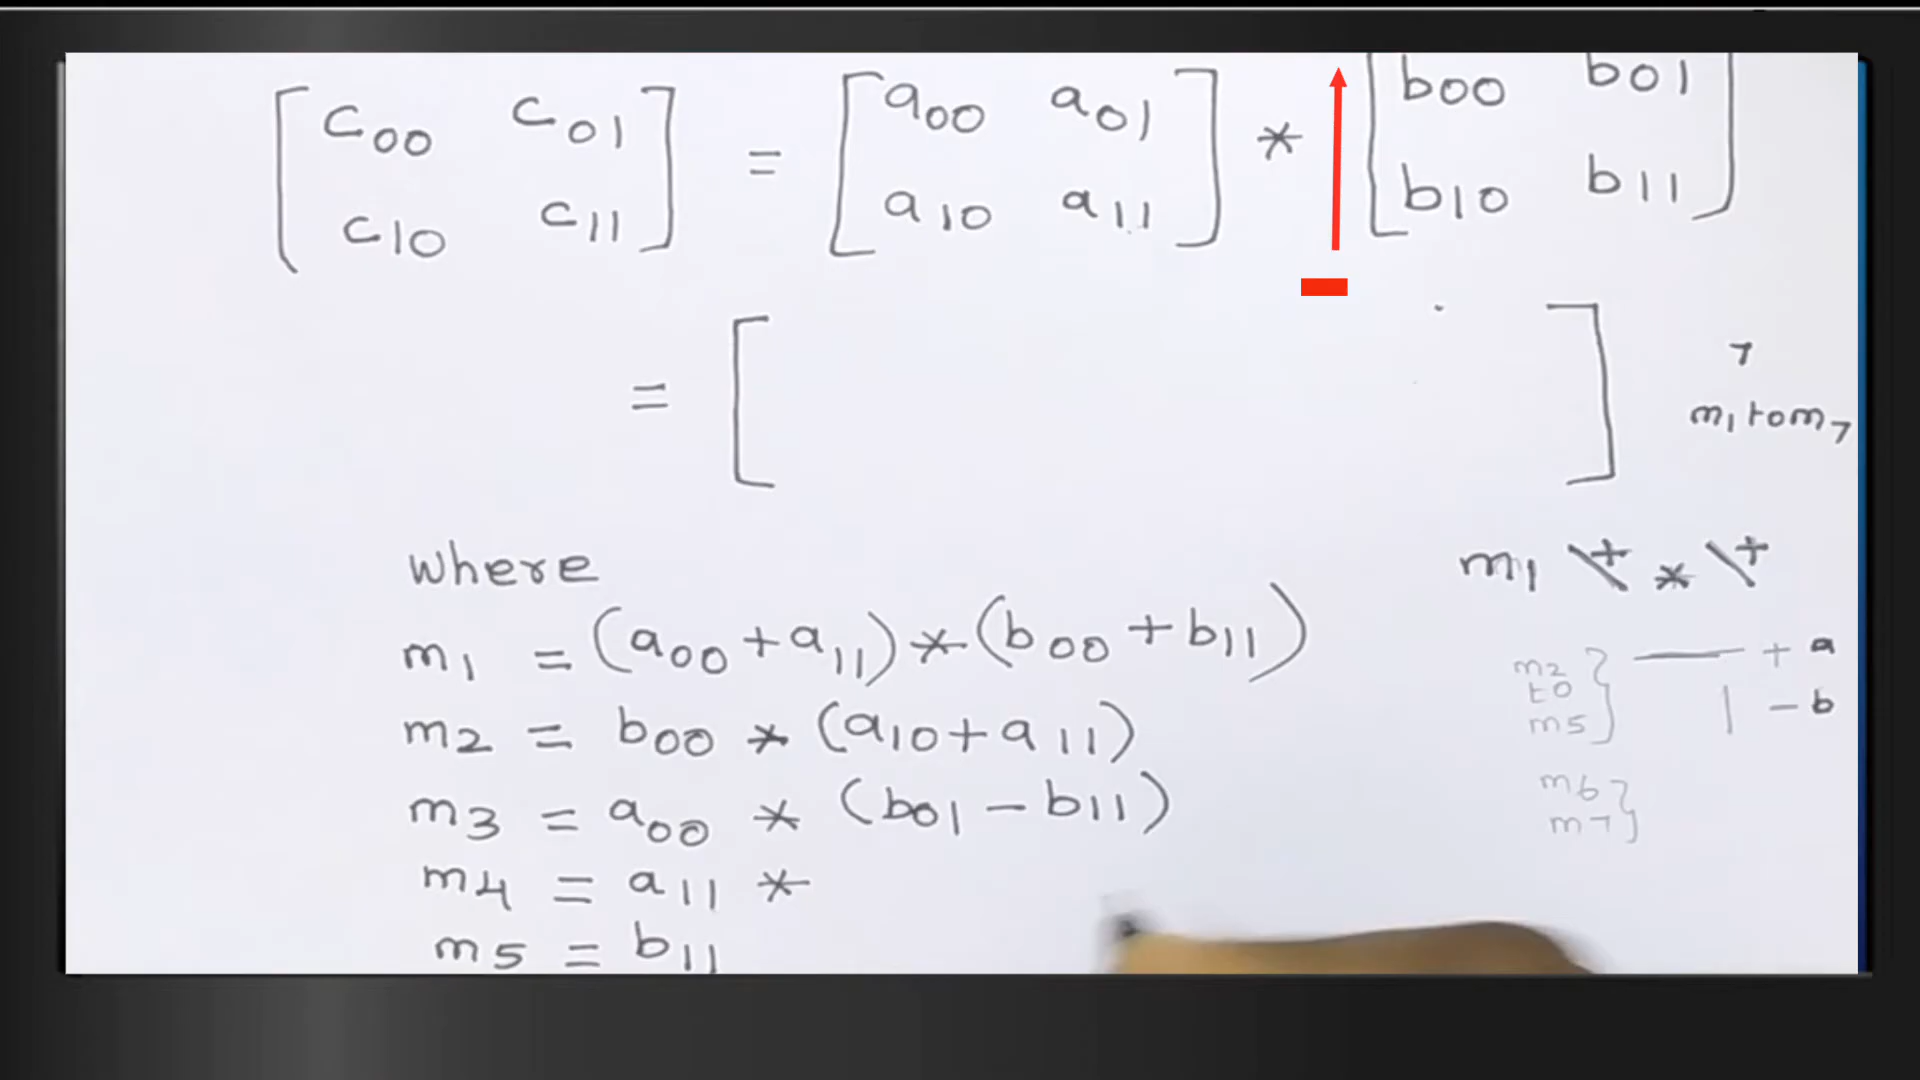 [ c00 c01 ] = [ a00 a01 ] * [ b00 b01 ]
[ c10 c11 ] [ a10 a11 ] [ b10 b11 ]
= [ ] 7
m1 to m7
where
m1 \+ * \+
m1 = (a00 + a11) * (b00 + b11)
m2 to m5 } — + a
| - b
m2 = b00 * (a10 + a11)
m3 = a00 * (b01 - b11)
m6 m7 }
m4 = a11 *
m5 = b11